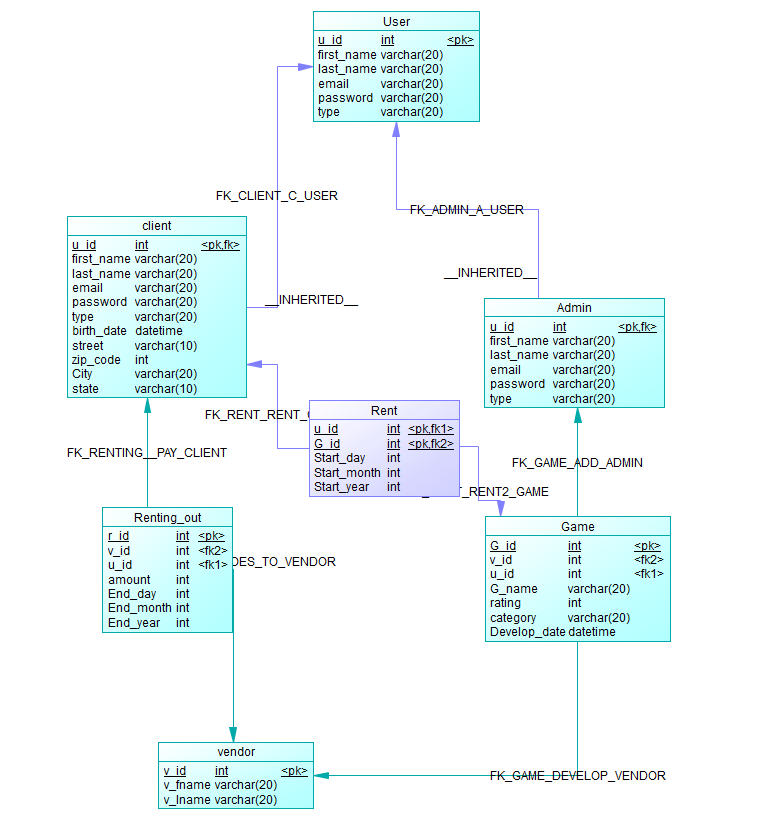 User
u_id int <pk>
first_name varchar(20)
last_name varchar(20)
email varchar(20)
password varchar(20)
type varchar(20)
FK_CLIENT_C_USER
FK_ADMIN_A_USER
client
u_id int <pk,fk>
first_name varchar(20)
last_name varchar(20)
email varchar(20)
password varchar(20)
type varchar(20)
birth_date datetime
street varchar(10)
zip_code int
City varchar(20)
state varchar(10)
__INHERITED__
__INHERITED__
Admin
u_id int <pk,fk>
first_name varchar(20)
last_name varchar(20)
email varchar(20)
password varchar(20)
type varchar(20)
FK_RENT_RENT_
Rent
u_id int <pk,fk1>
G_id int <pk,fk2>
Start_day int
Start_month int
Start_year int
FK_RENTING__PAY_CLIENT
FK_GAME_ADD_ADMIN
_RENT2_GAME
Renting_out
r_id int <pk>
v_id int <fk2>
u_id int <fk1>
amount int
End_day int
End_month int
End_year int
OES_TO_VENDOR
Game
G_id int <pk>
v_id int <fk2>
u_id int <fk1>
G_name varchar(20)
rating int
category varchar(20)
Develop_date datetime
vendor
v_id int <pk>
v_fname varchar(20)
v_lname varchar(20)
FK_GAME_DEVELOP_VENDOR